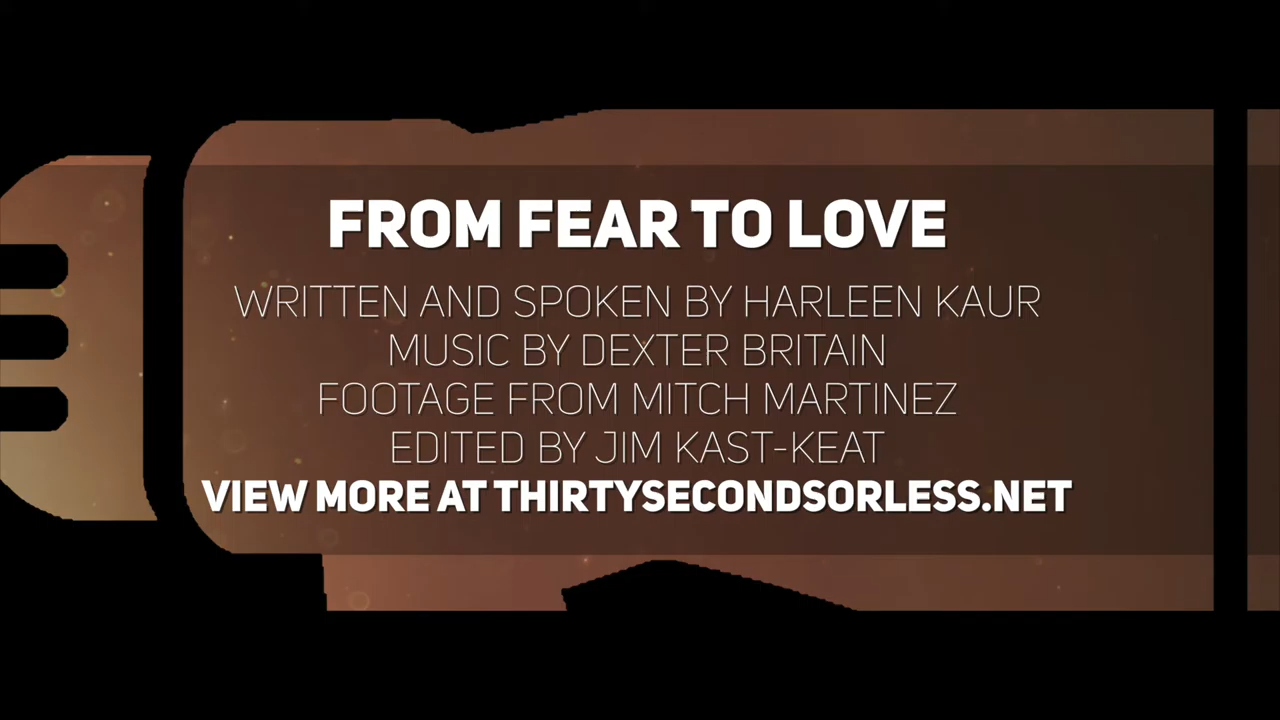 FROM FEAR TO LOVE
WRITTEN AND SPOKEN BY HARLEEN KAUR
MUSIC BY DEXTER BRITAIN
FOOTAGE FROM MITCH MARTINEZ
EDITED BY JIM KAST-KEAT
VIEW MORE AT THIRTYSECONDSORLESS.NET